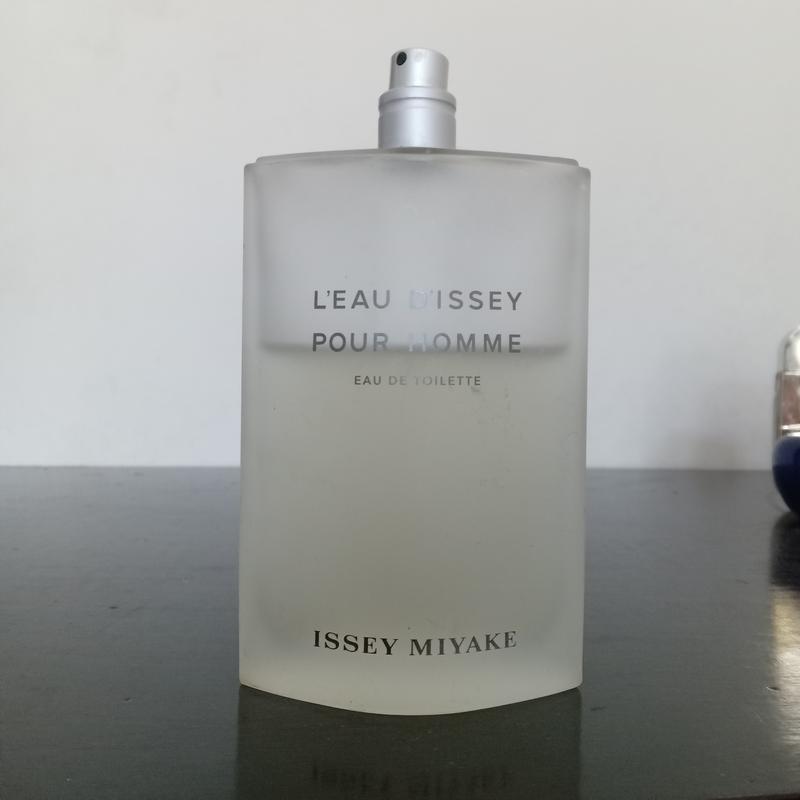 L'EAU D'ISSEY
POUR HOMME
EAU DE TOILETTE
ISSEY MIYAKE